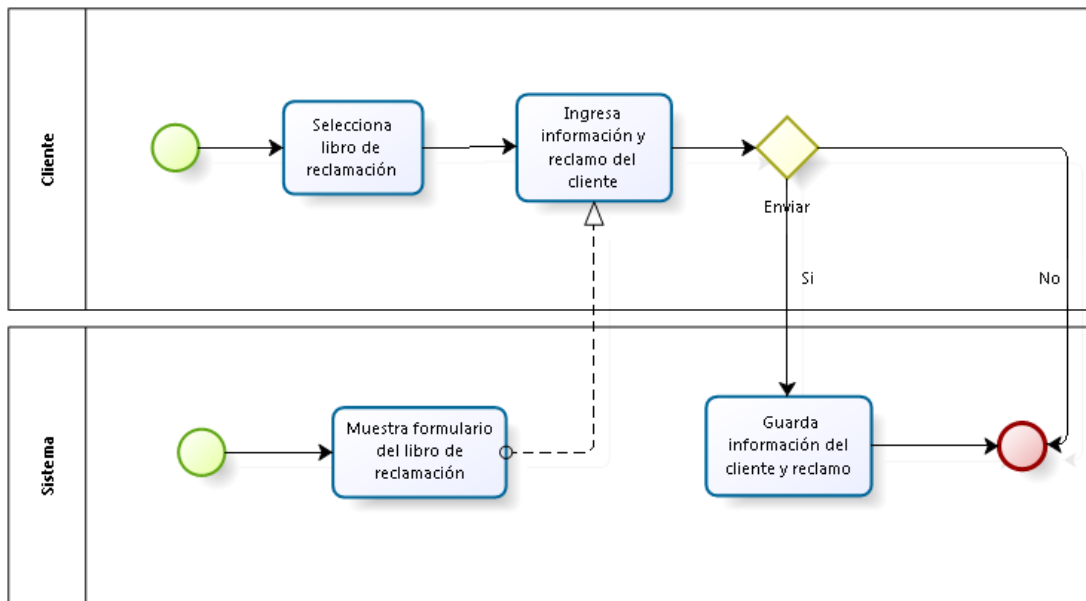 Cliente
Selecciona
libro de
reclamación
Ingresa
información y
reclamo del
cliente
Enviar
Si
No
Sistema
Muestra formulario
del libro de
reclamación
Guarda
información del
cliente y reclamo